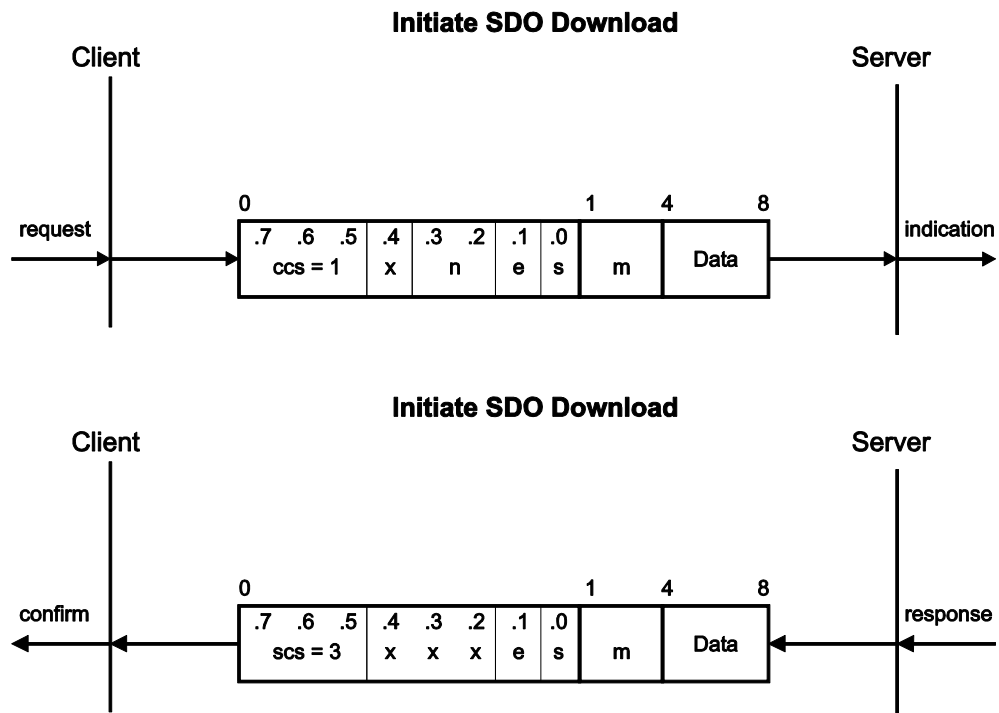 Initiate SDO Download
Client Server
0 1 4 8
request .7 .6 .5 .4 .3 .2 .1 .0 indication
ccs = 1 x n e s m Data
Initiate SDO Download
Client Server
0 1 4 8
confirm .7 .6 .5 .4 .3 .2 .1 .0 response
scs = 3 x x x e s m Data